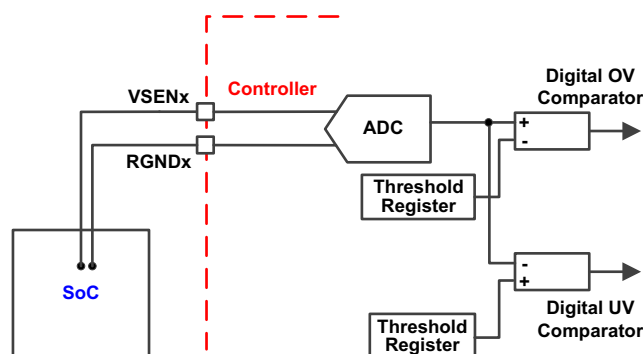 Digital OV
Comparator
VSENx
Controller
ADC
+
-
RGNDx
Threshold
Register
SoC
-
+
Threshold
Register
Digital UV
Comparator